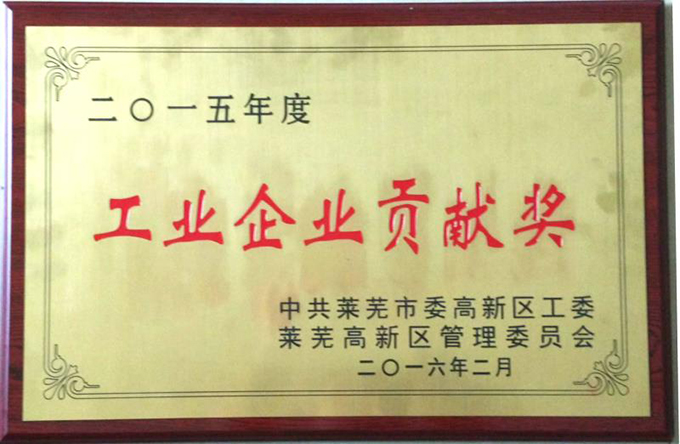 二〇一五年度
工业企业贡献奖
中共莱芜市委高新区工委
莱芜高新区管理委员会
二〇一六年二月